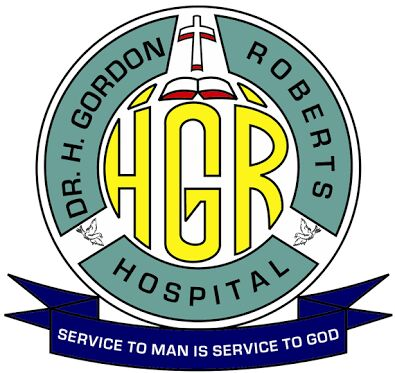 DR. H. GORDON ROBERTS
HOSPITAL
HGR
SERVICE TO MAN IS SERVICE TO GOD